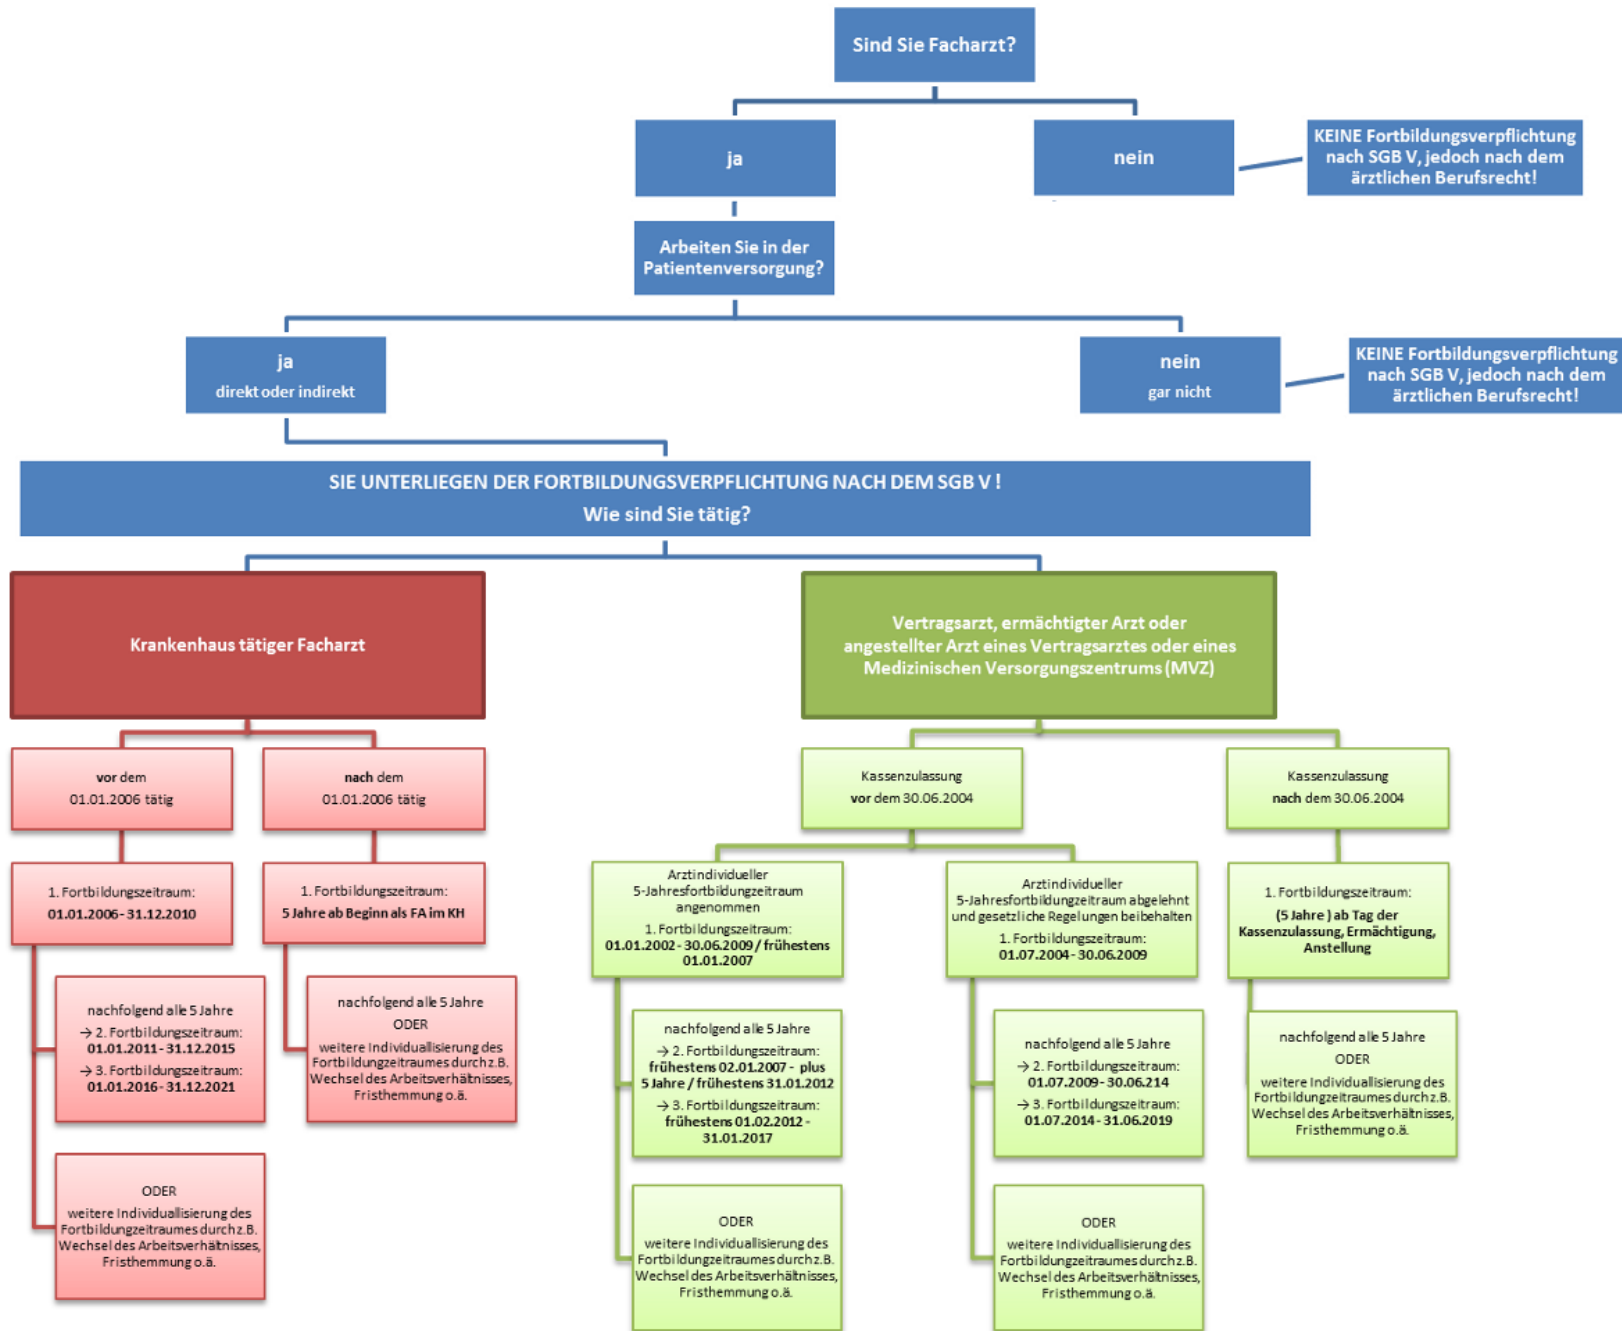 Sind Sie Facharzt?
ja
nein
KEINE Fortbildungsverpflichtung
nach SGB V, jedoch nach dem
ärztlichen Berufsrecht!
Arbeiten Sie in der
Patientenversorgung?
ja
direkt oder indirekt
nein
gar nicht
KEINE Fortbildungsverpflichtung
nach SGB V, jedoch nach dem
ärztlichen Berufsrecht!
SIE UNTERLIEGEN DER FORTBILDUNGSVERPFLICHTUNG NACH DEM SGB V !
Wie sind Sie tätig?
Krankenhaus tätiger Facharzt
Vertragsarzt, ermächtigter Arzt oder
angestellter Arzt eines Vertragsarztes oder eines
Medizinischen Versorgungszentrums (MVZ)
vor dem
01.01.2006 tätig
nach dem
01.01.2006 tätig
Kassenzulassung
vor dem 30.06.2004
Kassenzulassung
nach dem 30.06.2004
1. Fortbildungszeitraum:
01.01.2006 - 31.12.2010
1. Fortbildungszeitraum:
5 Jahre ab Beginn als FA im KH
Arztindividueller
5-Jahresfortbildungzeitraum
angenommen
1. Fortbildungszeitraum:
01.01.2002 - 30.06.2009 / frühestens
01.01.2007
Arztindividueller
5-Jahresfortbildungzeitraum abgelehnt
und gesetzliche Regelungen beibehalten
1. Fortbildungszeitraum:
01.07.2004 - 30.06.2009
1. Fortbildungszeitraum:
(5 Jahre ) ab Tag der
Kassenzulassung, Ermächtigung,
Anstellung
nachfolgend alle 5 Jahre
→ 2. Fortbildungszeitraum:
01.01.2011 - 31.12.2015
→ 3. Fortbildungszeitraum:
01.01.2016 - 31.12.2021
nachfolgend alle 5 Jahre
ODER
weitere Individuallisierung des
Fortbildungzeitraumes durch z.B.
Wechsel des Arbeitsverhältnisses,
Fristhemmung o.ä.
nachfolgend alle 5 Jahre
→ 2. Fortbildungszeitraum:
frühestens 02.01.2007 - plus
5 Jahre / frühestens 31.01.2012
→ 3. Fortbildungszeitraum:
frühestens 01.02.2012 -
31.01.2017
nachfolgend alle 5 Jahre
→ 2. Fortbildungszeitraum:
01.07.2009 - 30.06.214
→ 3. Fortbildungszeitraum:
01.07.2014 - 31.06.2019
nachfolgend alle 5 Jahre
ODER
weitere Individuallisierung des
Fortbildungzeitraumes durch z.B.
Wechsel des Arbeitsverhältnisses,
Fristhemmung o.ä.
ODER
weitere Individuallisierung des
Fortbildungzeitraumes durch z.B.
Wechsel des Arbeitsverhältnisses,
Fristhemmung o.ä.
ODER
weitere Individuallisierung des
Fortbildungzeitraumes durch z.B.
Wechsel des Arbeitsverhältnisses,
Fristhemmung o.ä.
ODER
weitere Individuallisierung des
Fortbildungzeitraumes durch z.B.
Wechsel des Arbeitsverhältnisses,
Fristhemmung o.ä.